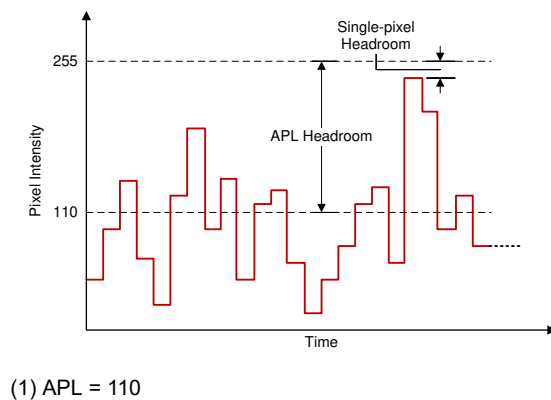 Single-pixel
Headroom
255
APL Headroom
Pixel Intensity
110
Time
(1) APL = 110